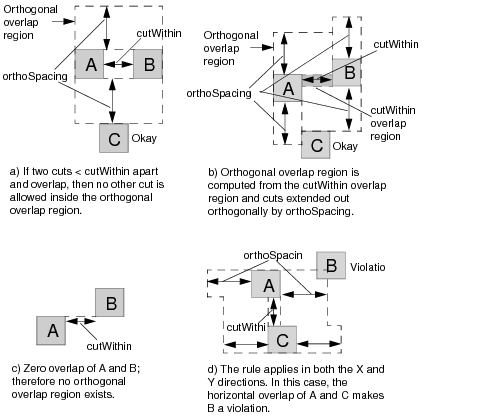 Orthogonal
overlap
region
cutWithin
A
B
orthoSpacing
C
Okay
a) If two cuts < cutWithin apart
and overlap, then no other cut is
allowed inside the orthogonal
overlap region.
Orthogonal
overlap
region
cutWithin
B
A
orthoSpacing
cutWithin
overlap
region
C
Okay
b) Orthogonal overlap region is
computed from the cutWithin overlap
region and cuts extended out
orthogonally by orthoSpacing.
B
A
cutWithin
c) Zero overlap of A and B;
therefore no orthogonal
overlap region exists.
orthoSpacin
B
Violatio
A
cutWithi
C
d) The rule applies in both the X and
Y directions. In this case, the
horizontal overlap of A and C makes
B a violation.